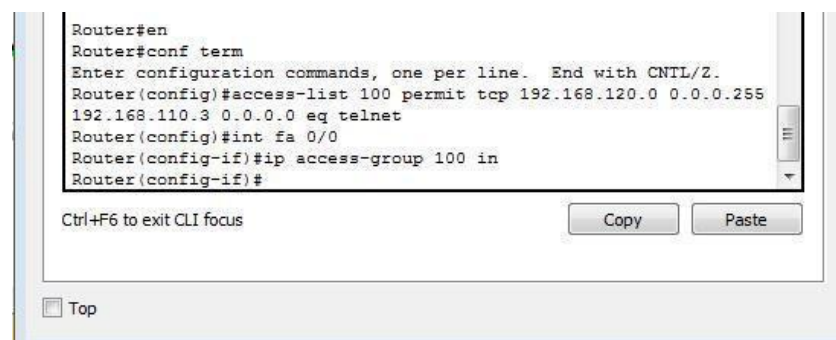 Router#en
Router#conf term
Enter configuration commands, one per line.  End with CNTL/Z.
Router(config)#access-list 100 permit tcp 192.168.120.0 0.0.0.255
192.168.110.3 0.0.0.0 eq telnet
Router(config)#int fa 0/0
Router(config-if)#ip access-group 100 in
Router(config-if)#
Ctrl+F6 to exit CLI focus
Copy
Paste
Top